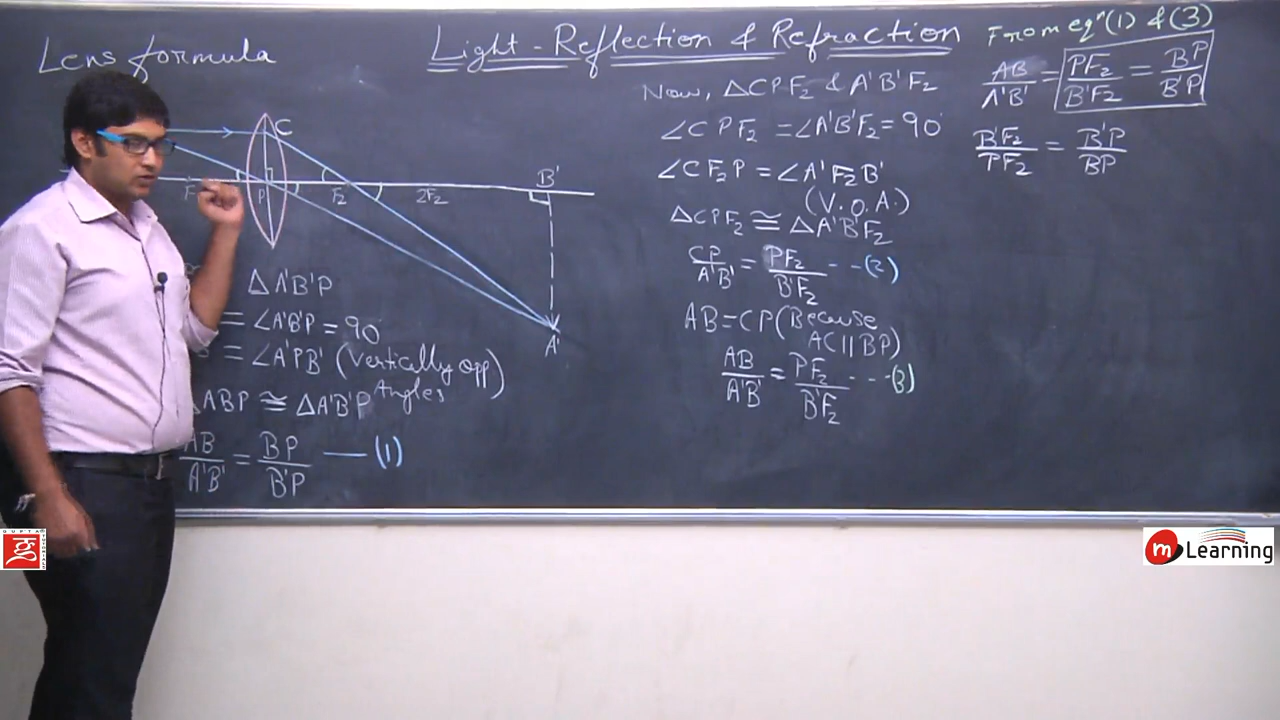 Lens formula
Light - Reflection & Refraction
C
P
F₂
2F₂
B'
A'
F
ΔA'B'P
= ∠A'B'P = 90
= ∠A'PB' (Vertically opp
Angles)
ΔABP ≅ ΔA'B'P
AB/A'B' = BP/B'P —— (1)
Now, ΔCPF₂ & A'B'F₂
∠CPF₂ = ∠A'B'F₂ = 90
∠CF₂P = ∠A'F₂B'
(V.O.A.)
ΔCPF₂ ≅ ΔA'B'F₂
CP/A'B' = PF₂/B'F₂ - - -(2)
AB = CP (Because
AC || BP)
AB/A'B' = PF₂/B'F₂ - - - -(3)
From eqⁿ (1) & (3)
AB/A'B' = PF₂/B'F₂ = BP/B'P
B'F₂/PF₂ = B'P/BP
GUPTA
mLearning